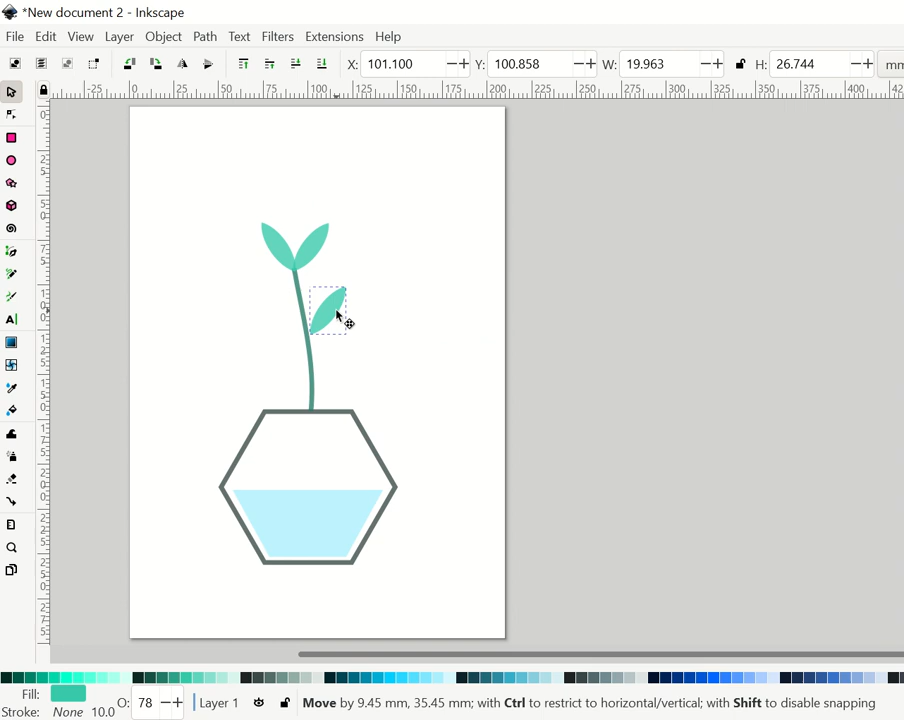 *New document 2 - Inkscape
File Edit View Layer Object Path Text Filters Extensions Help
X: 101.100 Y: 100.858 W: 19.963 H: 26.744 mm
-25 0 25 50 75 100 125 150 175 200 225 250 275 300 325 350 375 400 42
Fill: O: 78 Layer 1 Move by 9.45 mm, 35.45 mm; with Ctrl to restrict to horizontal/vertical; with Shift to disable snapping
Stroke: None 10.0